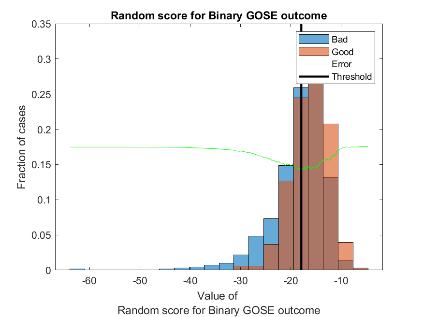 Random score for Binary GOSE outcome
Fraction of cases
0.35
0.3
0.25
0.2
0.15
0.1
0.05
0
Bad
Good
Error
Threshold
-60 -50 -40 -30 -20 -10
Value of
Random score for Binary GOSE outcome